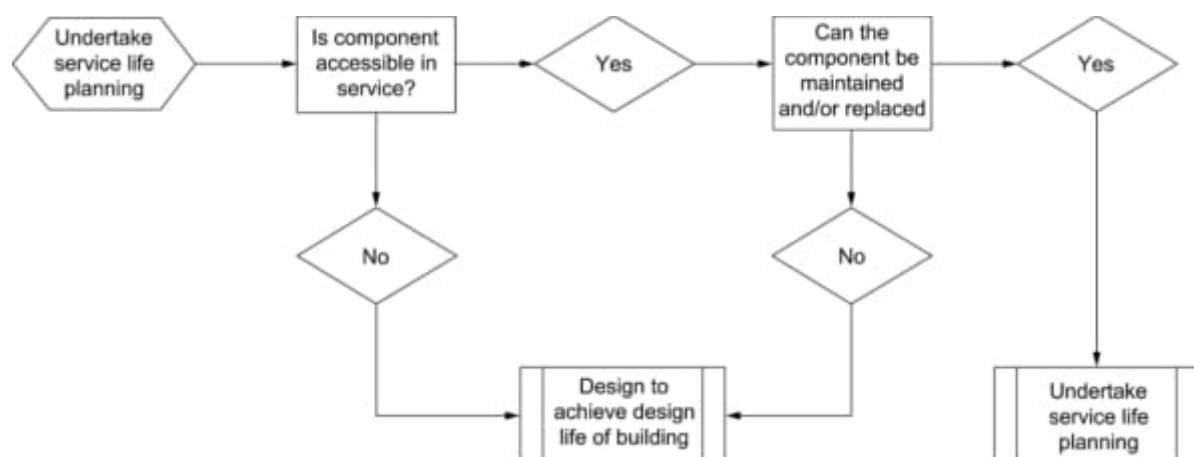 Undertake
service life
planning
Is component
accessible in
service?
Yes
Can the
component be
maintained
and/or replaced
Yes
No
No
Design to
achieve design
life of building
Undertake
service life
planning